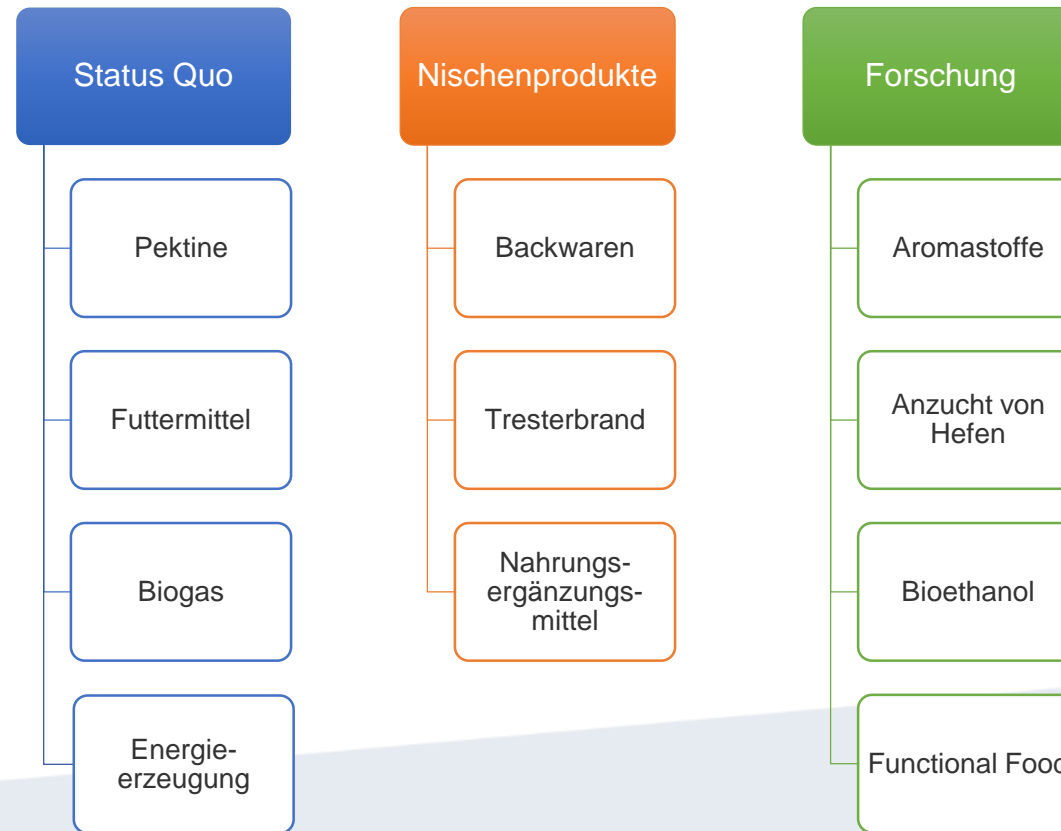 Status Quo
Pektine
Futtermittel
Biogas
Energie-
erzeugung
Nischenprodukte
Backwaren
Tresterbrand
Nahrungs-
ergänzungs-
mittel
Forschung
Aromastoffe
Anzucht von
Hefen
Bioethanol
Functional Food